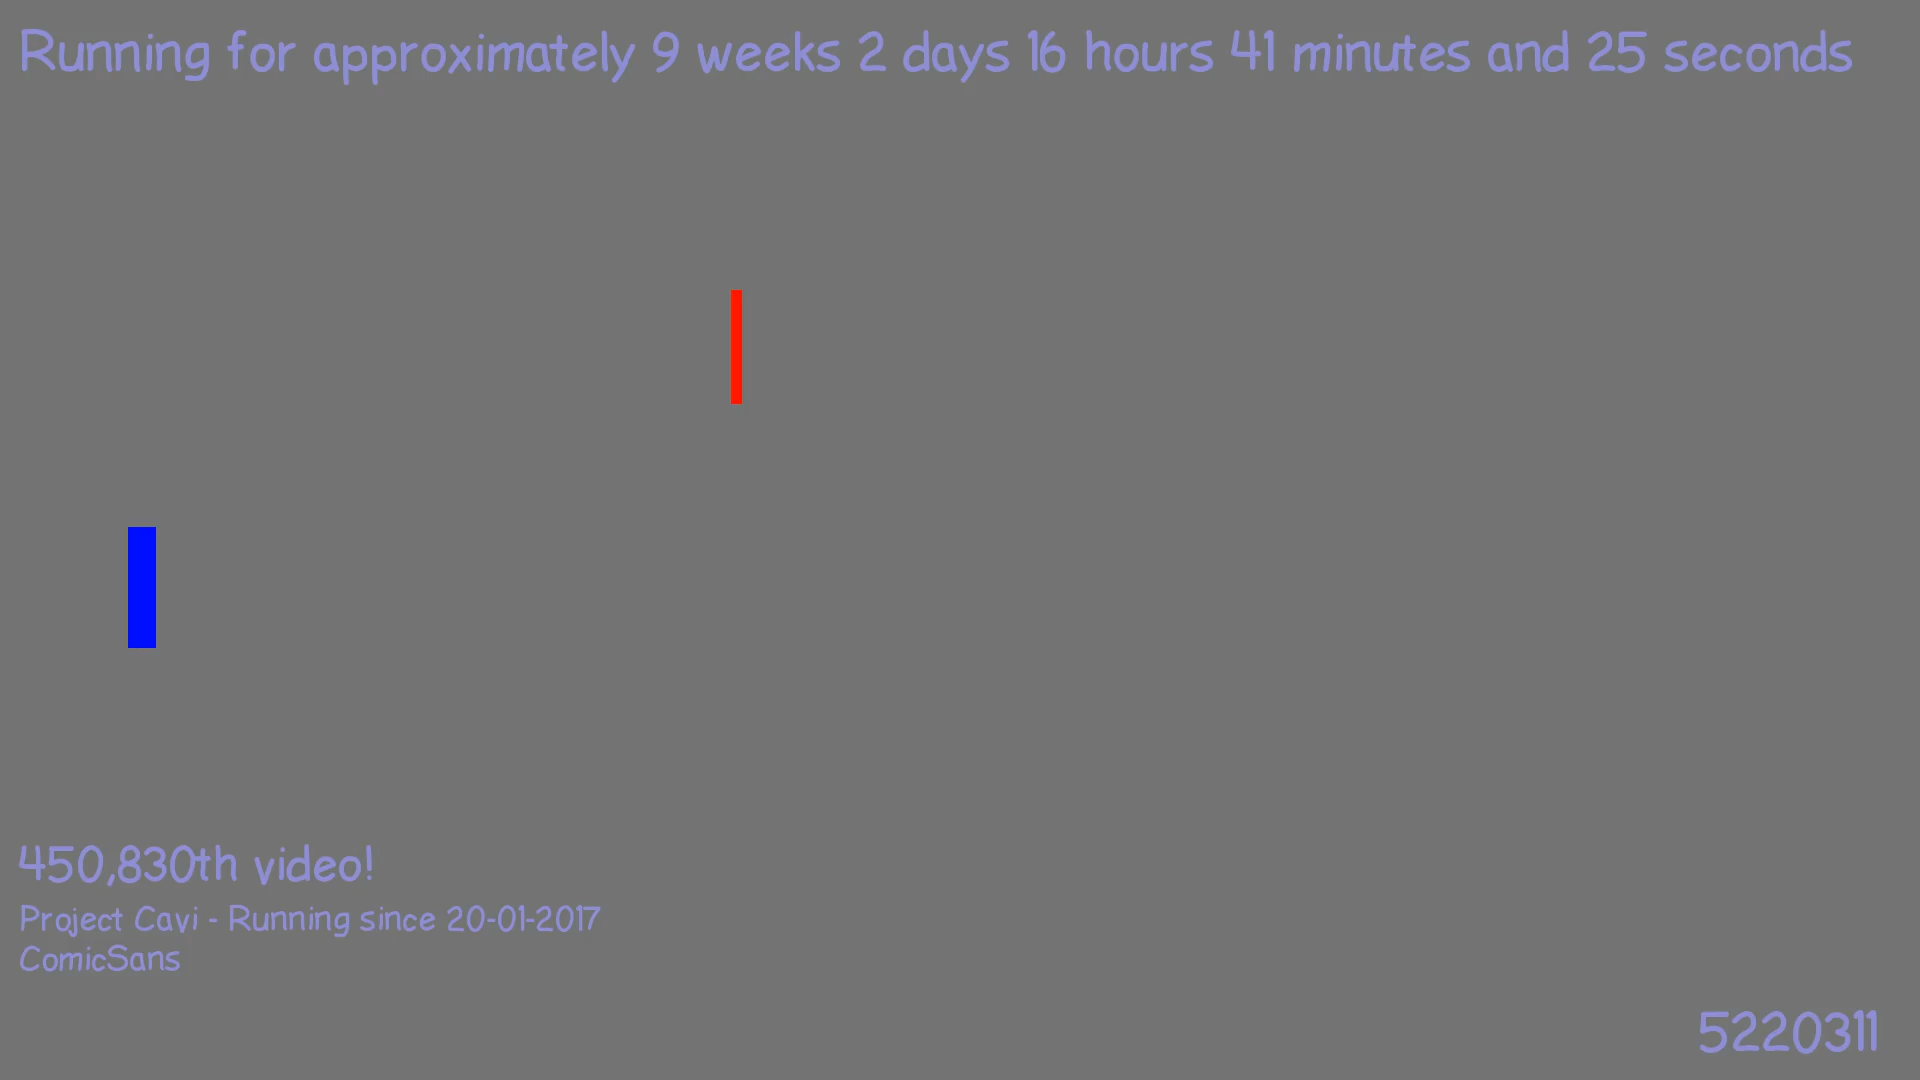 Running for approximately 9 weeks 2 days 16 hours 41 minutes and 25 seconds
450,830th video!
Project Cavi - Running since 20-01-2017
ComicSans
5220311